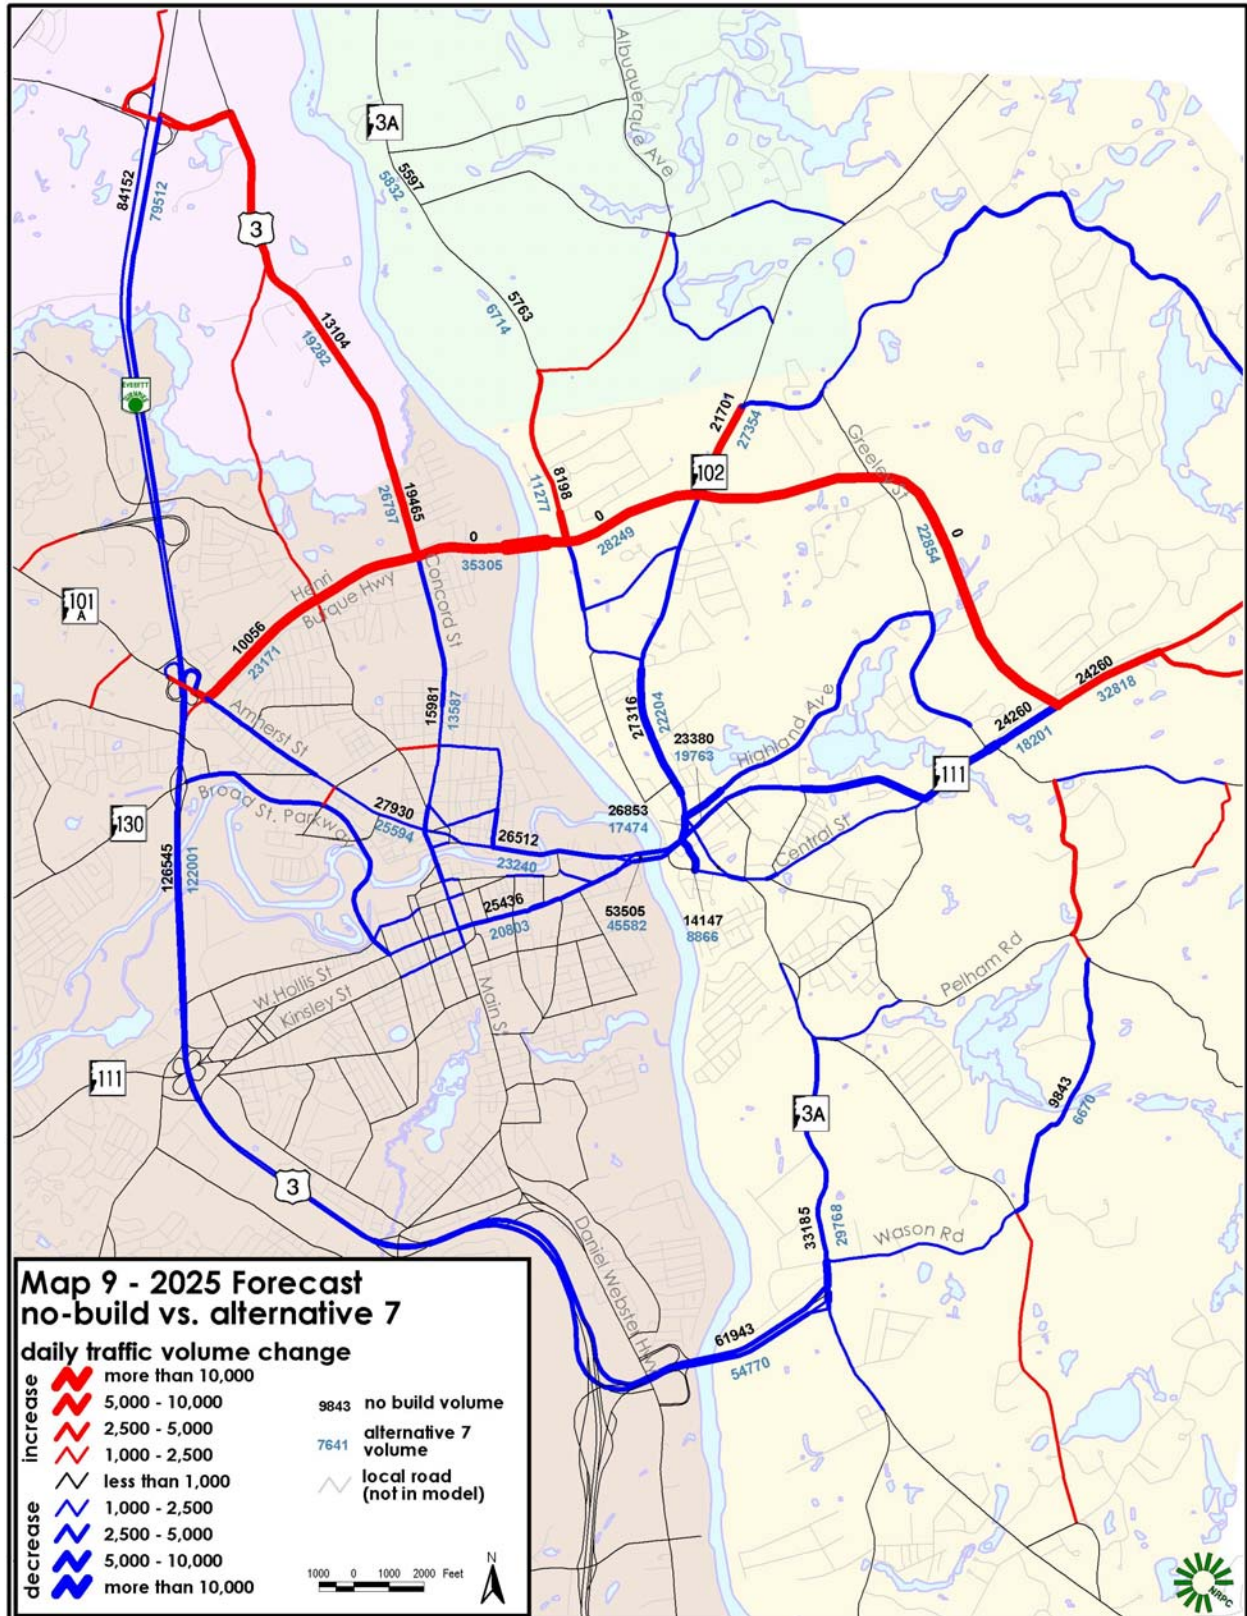 Albuquerque Ave
3A
5597
5832
84152
79512
3
5763
6714
13104
19282
EVERETT
TURNPIKE
21701
27354
Greeley St
102
8198
11277
19465
26797
0
28249
0
22854
0
35305
Henri
Burque Hwy
Concord St
101
A
10056
23171
24260
32818
Amherst St
15981
13587
27316
22204
23380
19763
Highland Ave
24260
18201
111
Broad St. Parkway
130
27930
25594
26853
17474
26512
23240
Central St
126545
122001
25436
20803
53505
45582
14147
8866
W.Hollis St
Kinsley St
Main St
Pelham Rd
111
3A
9843
6670
3
33185
29768
Wason Rd
Daniel Webster Hwy
61943
54770
Map 9 - 2025 Forecast
no-build vs. alternative 7
daily traffic volume change
increase
more than 10,000
5,000 - 10,000
2,500 - 5,000
1,000 - 2,500
less than 1,000
decrease
1,000 - 2,500
2,500 - 5,000
5,000 - 10,000
more than 10,000
9843 no build volume
7641 alternative 7
volume
local road
(not in model)
1000 0 1000 2000 Feet
N
NRPC